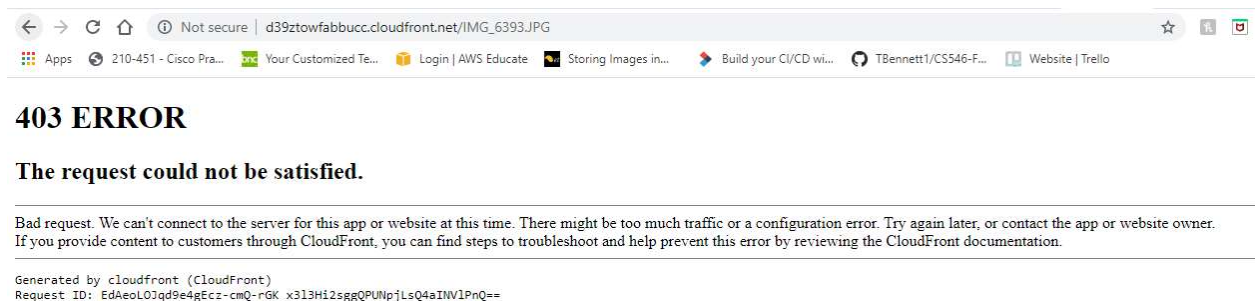 Not secure | d39ztowfabbucc.cloudfront.net/IMG_6393.JPG
Apps 210-451 - Cisco Pra... Your Customized Te... Login | AWS Educate Storing Images in... Build your CI/CD wi... TBennett1/CS546-F... Website | Trello
403 ERROR
The request could not be satisfied.
Bad request. We can't connect to the server for this app or website at this time. There might be too much traffic or a configuration error. Try again later, or contact the app or website owner.
If you provide content to customers through CloudFront, you can find steps to troubleshoot and help prevent this error by reviewing the CloudFront documentation.
Generated by cloudfront (CloudFront)
Request ID: EdAeoLOJqd9e4gEcz-cmQ-rGK_x3l3Hi2sggQPUNpjLsQ4aINVlPnQ==